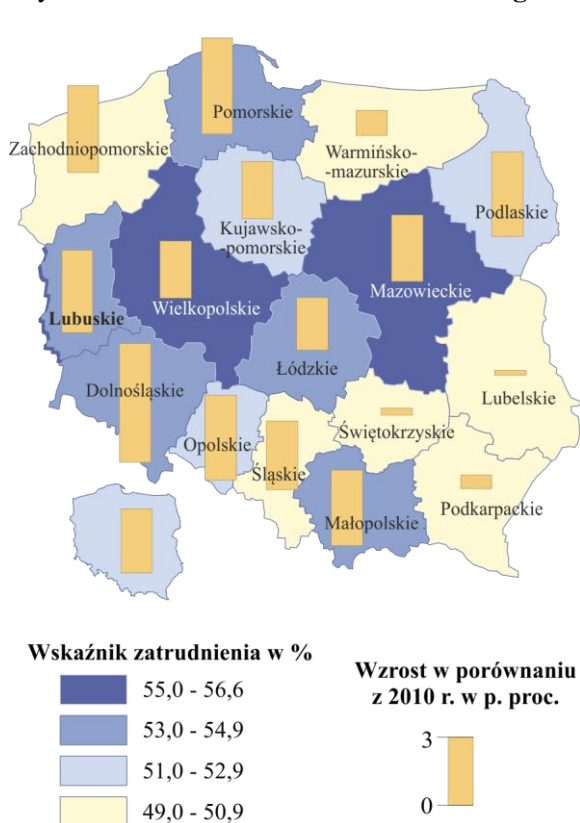 Pomorskie
Zachodniopomorskie
Warmińsko-
-mazurskie
Podlaskie
Kujawsko-
-pomorskie
Mazowieckie
Wielkopolskie
Lubuskie
Łódzkie
Dolnośląskie
Lubelskie
Opolskie
Świętokrzyskie
Śląskie
Podkarpackie
Małopolskie
Wskaźnik zatrudnienia w %
55,0 - 56,6
53,0 - 54,9
51,0 - 52,9
49,0 - 50,9
Wzrost w porównaniu
z 2010 r. w p. proc.
3
0